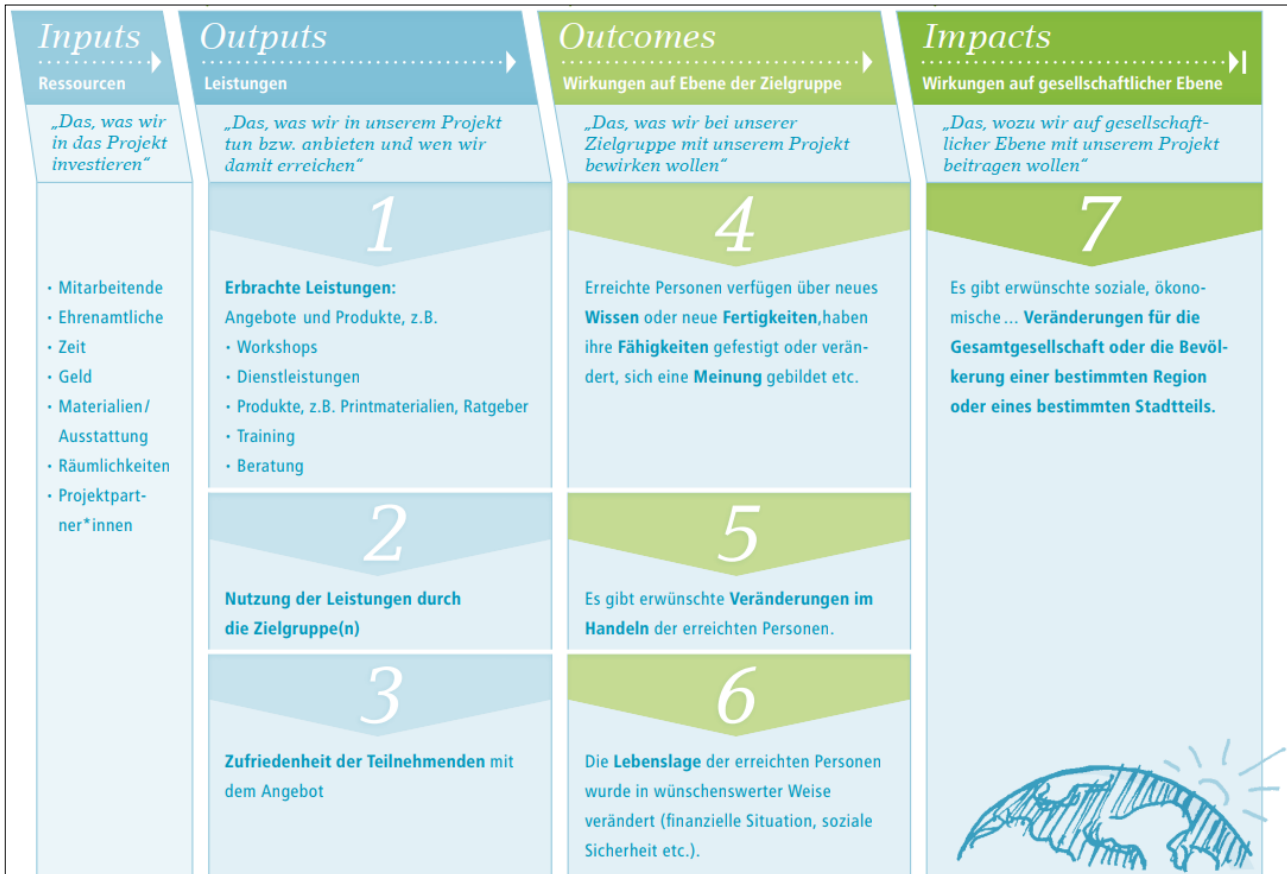 Inputs
Ressourcen
„Das, was wir
in das Projekt
investieren“
· Mitarbeitende
· Ehrenamtliche
· Zeit
· Geld
· Materialien/
Ausstattung
· Räumlichkeiten
· Projektpart-
ner*innen
Outputs
Leistungen
„Das, was wir in unserem Projekt
tun bzw. anbieten und wen wir
damit erreichen“
1
Erbrachte Leistungen:
Angebote und Produkte, z.B.
· Workshops
· Dienstleistungen
· Produkte, z.B. Printmaterialien, Ratgeber
· Training
· Beratung
2
Nutzung der Leistungen durch
die Zielgruppe(n)
3
Zufriedenheit der Teilnehmenden mit
dem Angebot
Outcomes
Wirkungen auf Ebene der Zielgruppe
„Das, was wir bei unserer
Zielgruppe mit unserem Projekt
bewirken wollen“
4
Erreichte Personen verfügen über neues
Wissen oder neue Fertigkeiten,haben
ihre Fähigkeiten gefestigt oder verän-
dert, sich eine Meinung gebildet etc.
5
Es gibt erwünschte Veränderungen im
Handeln der erreichten Personen.
6
Die Lebenslage der erreichten Personen
wurde in wünschenswerter Weise
verändert (finanzielle Situation, soziale
Sicherheit etc.).
Impacts
Wirkungen auf gesellschaftlicher Ebene
„Das, wozu wir auf gesellschaft-
licher Ebene mit unserem Projekt
beitragen wollen“
7
Es gibt erwünschte soziale, ökono-
mische ... Veränderungen für die
Gesamtgesellschaft oder die Bevöl-
kerung einer bestimmten Region
oder eines bestimmten Stadtteils.